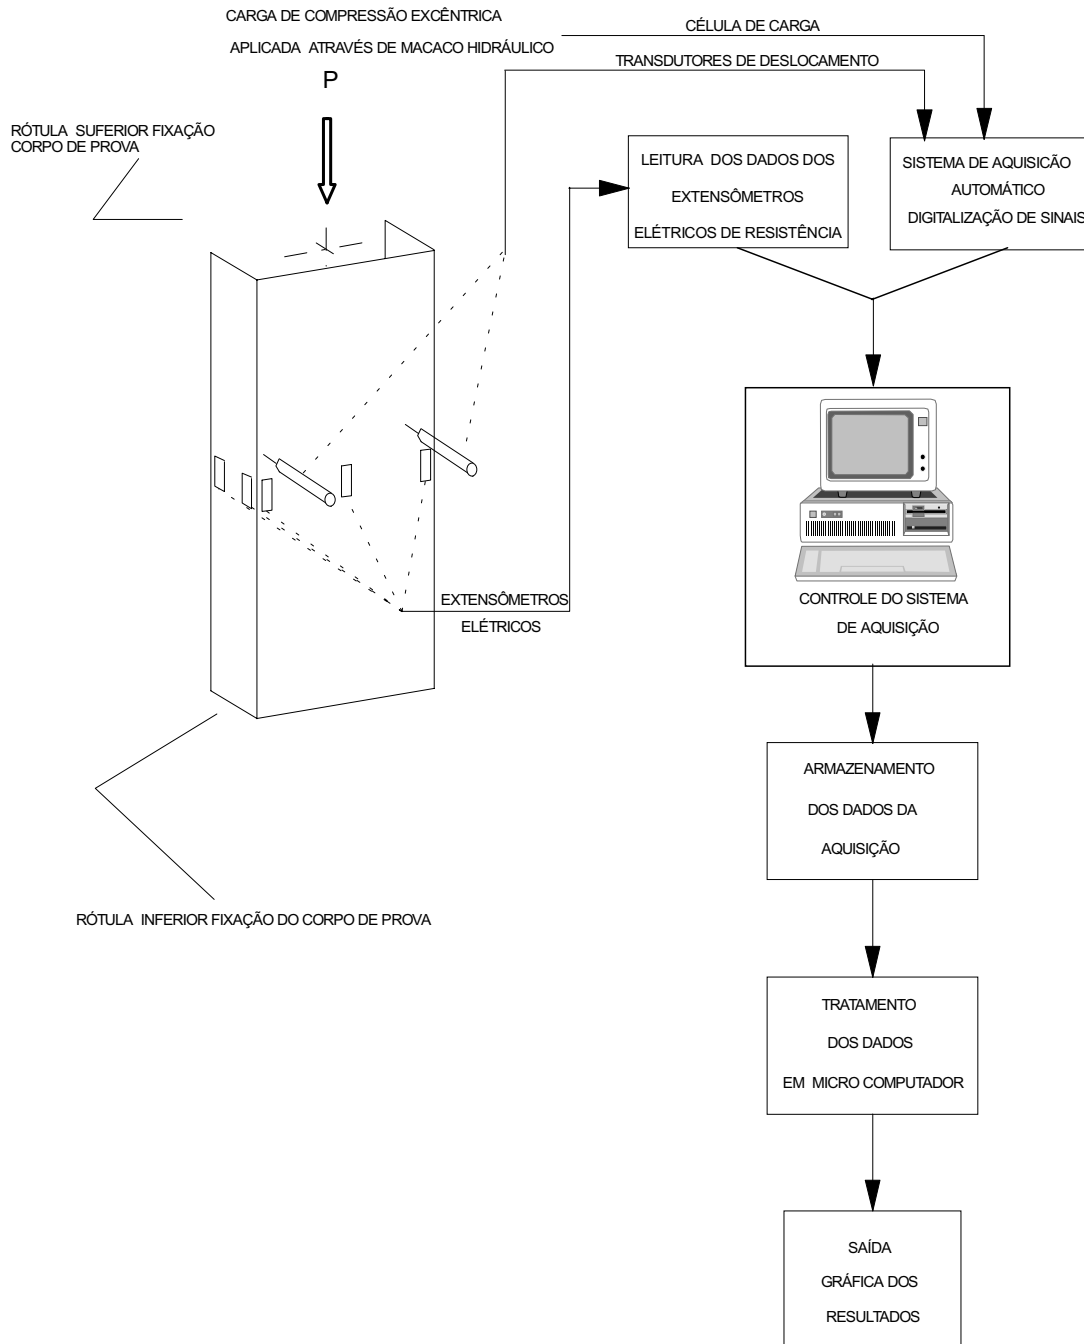 CARGA DE COMPRESSÃO EXCÊNTRICA
APLICADA ATRAVÉS DE MACACO HIDRÁULICO
P
CÉLULA DE CARGA
TRANSDUTORES DE DESLOCAMENTO
RÓTULA SUFERIOR FIXAÇÃO
CORPO DE PROVA
LEITURA DOS DADOS DOS
EXTENSÔMETROS
ELÉTRICOS DE RESISTÊNCIA
SISTEMA DE AQUISICÃO
AUTOMÁTICO
DIGITALIZAÇÃO DE SINAIS
EXTENSÔMETROS
ELÉTRICOS
CONTROLE DO SISTEMA
DE AQUISIÇÃO
ARMAZENAMENTO
DOS DADOS DA
AQUISIÇÃO
RÓTULA INFERIOR FIXAÇÃO DO CORPO DE PROVA
TRATAMENTO
DOS DADOS
EM MICRO COMPUTADOR
SAÍDA
GRÁFICA DOS
RESULTADOS